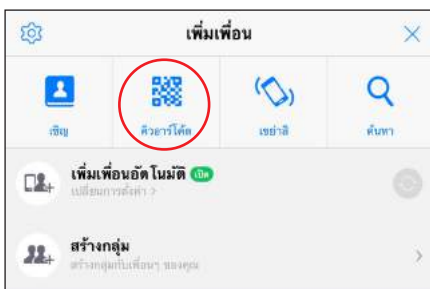 เพิ่มเพื่อน
เชิญ คิวอาร์โค้ด เขย่าสิ ค้นหา
เพิ่มเพื่อนอัตโนมัติ เปิด
เปลี่ยนการตั้งค่า >
สร้างกลุ่ม
สร้างกลุ่มกับเพื่อนๆ ของคุณ